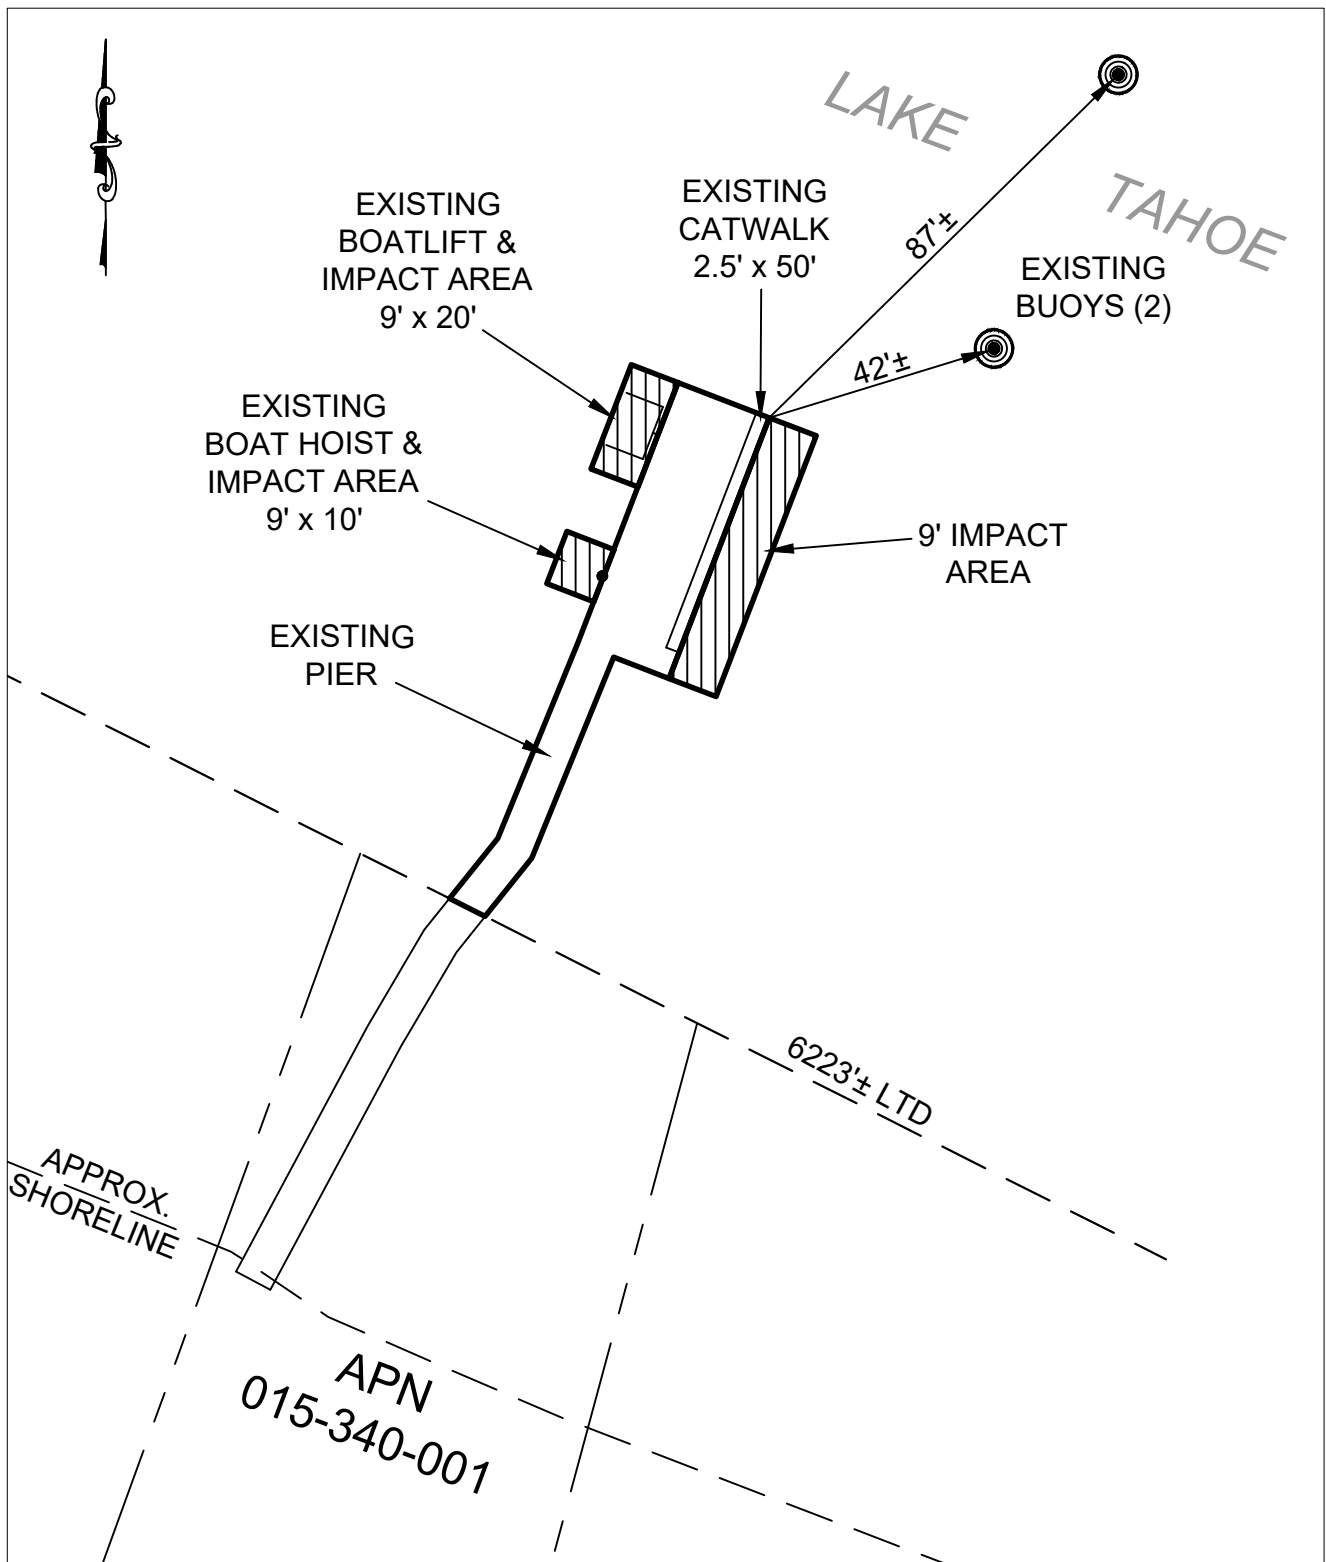 LAKE
TAHOE
EXISTING
BOATLIFT &
IMPACT AREA
9' x 20'
EXISTING
CATWALK
2.5' x 50'
87'±
EXISTING
BUOYS (2)
42'±
EXISTING
BOAT HOIST &
IMPACT AREA
9' x 10'
9' IMPACT
AREA
EXISTING
PIER
6223'± LTD
APPROX.
SHORELINE
APN
015-340-001